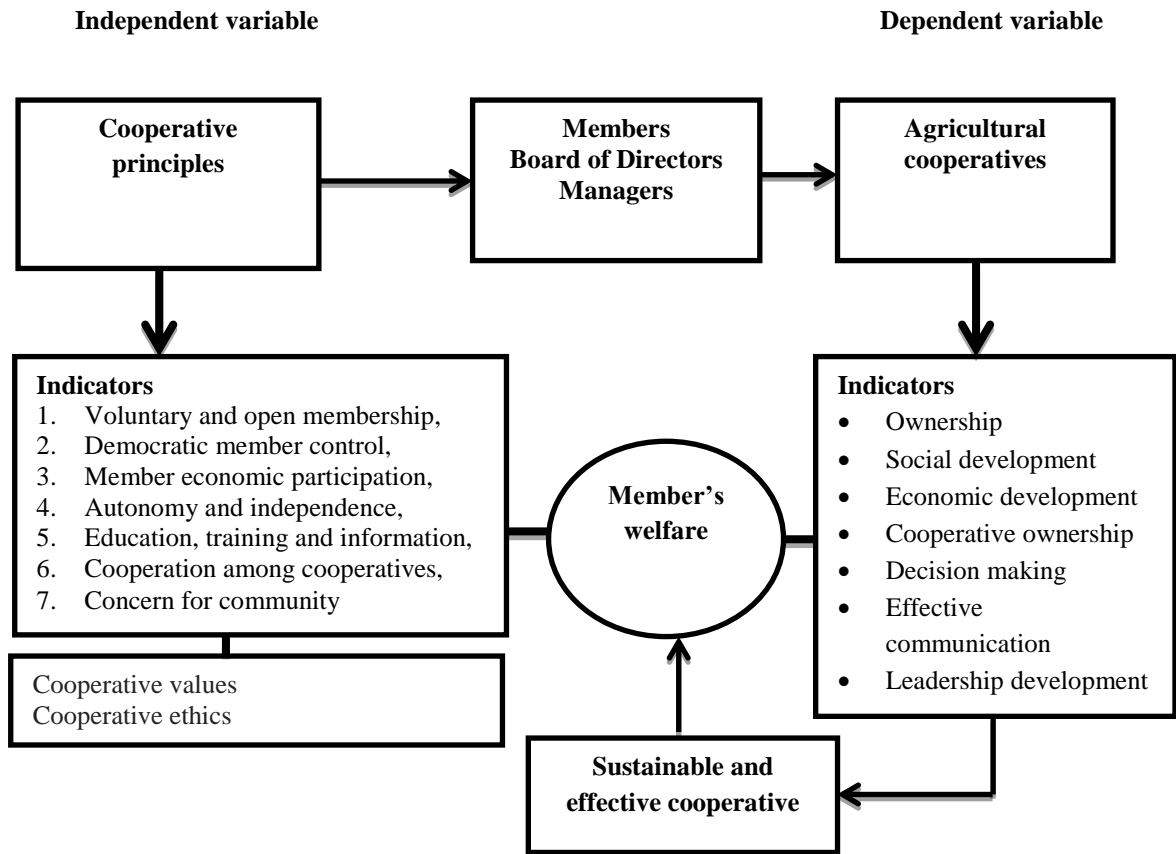 Independent variable
Dependent variable
Cooperative
principles
Members
Board of Directors
Managers
Agricultural
cooperatives
Indicators
1. Voluntary and open membership,
2. Democratic member control,
3. Member economic participation,
4. Autonomy and independence,
5. Education, training and information,
6. Cooperation among cooperatives,
7. Concern for community
Cooperative values
Cooperative ethics
Member’s
welfare
Indicators
• Ownership
• Social development
• Economic development
• Cooperative ownership
• Decision making
• Effective
communication
• Leadership development
Sustainable and
effective cooperative